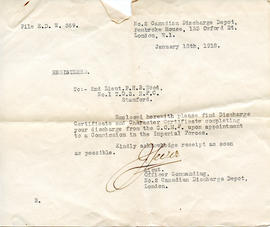 File E.D. W. 369.
No.2 Canadian Discharge Depot,
Pembroke House, 133 Oxford St
London, W.1.
January 18th, 1918.
REGISTERED.
To:- 2nd Lieut. F.H.S.
No.1 T.O.S. R.F.C.
Stamford.
Enclosed herewith please find Discharge
Certificate and Character Certificate completing
your discharge from the C.O.M.F. upon appointment
to a Commission in the Imperial Forces.
Kindly acknowledge receipt as soon
as possible.
Lieut.
Officer Commanding,
No.2 Canadian Discharge Depot,
London.